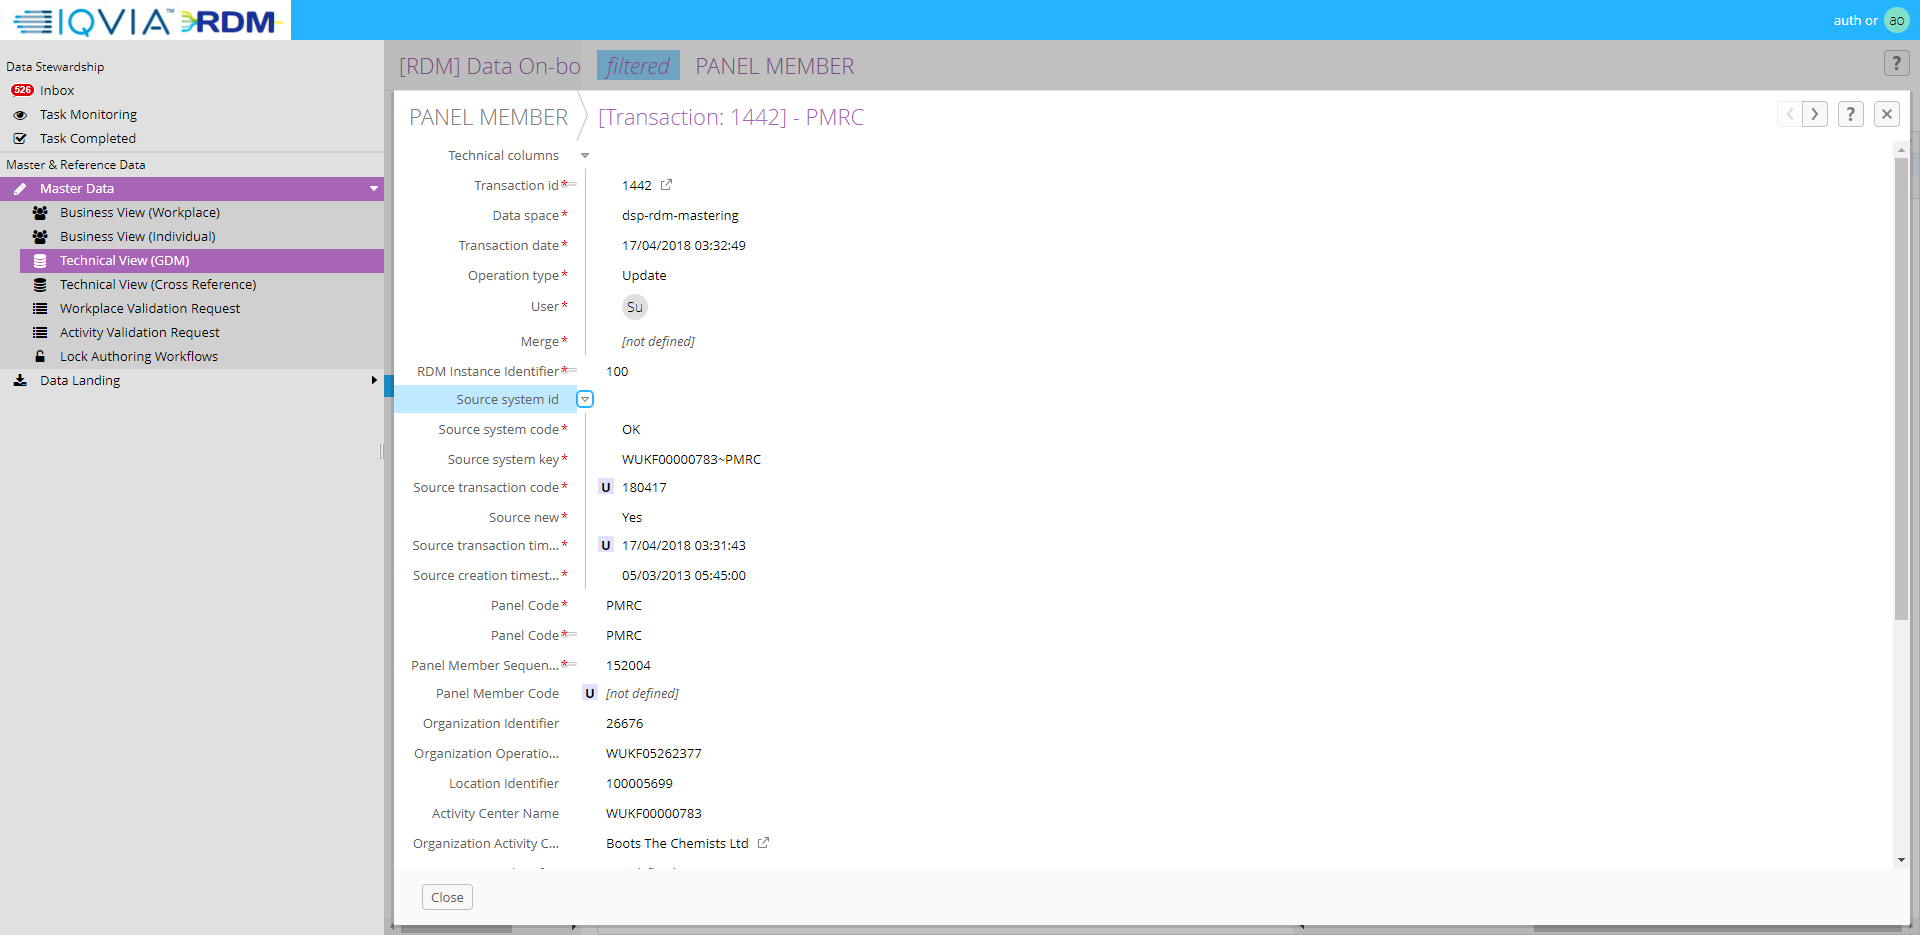 IQVIA™ RDM
auth or ao
Data Stewardship
526 Inbox
Task Monitoring
Task Completed
Master & Reference Data
Master Data
Business View (Workplace)
Business View (Individual)
Technical View (GDM)
Technical View (Cross Reference)
Workplace Validation Request
Activity Validation Request
Lock Authoring Workflows
Data Landing
[RDM] Data On-bo filtered PANEL MEMBER ?
PANEL MEMBER [Transaction: 1442] - PMRC ?
Technical columns
Transaction id* 1442
Data space* dsp-rdm-mastering
Transaction date* 17/04/2018 03:32:49
Operation type* Update
User* Su
Merge* [not defined]
RDM Instance Identifier* 100
Source system id
Source system code* OK
Source system key* WUKF00000783~PMRC
Source transaction code* U 180417
Source new* Yes
Source transaction tim...* U 17/04/2018 03:31:43
Source creation timest...* 05/03/2013 05:45:00
Panel Code* PMRC
Panel Code* PMRC
Panel Member Sequen...* 152004
Panel Member Code U [not defined]
Organization Identifier 26676
Organization Operatio... WUKF05262377
Location Identifier 100005699
Activity Center Name WUKF00000783
Organization Activity C... Boots The Chemists Ltd
Close